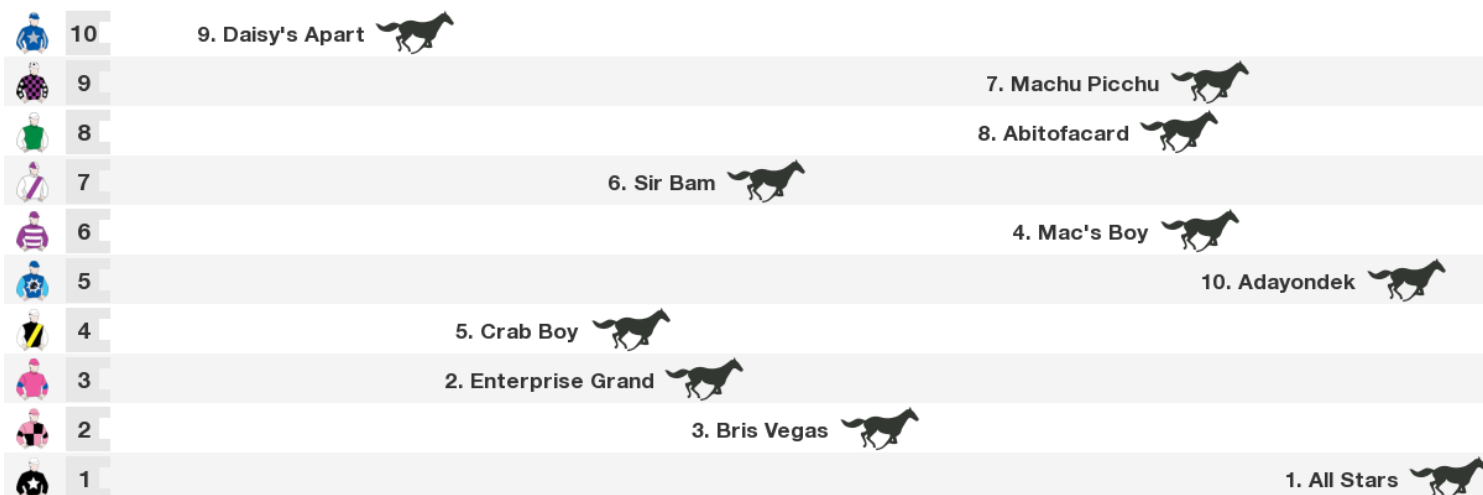 10 9. Daisy's Apart
9 7. Machu Picchu
8 8. Abitofacard
7 6. Sir Bam
6 4. Mac's Boy
5 10. Adayondek
4 5. Crab Boy
3 2. Enterprise Grand
2 3. Bris Vegas
1 1. All Stars